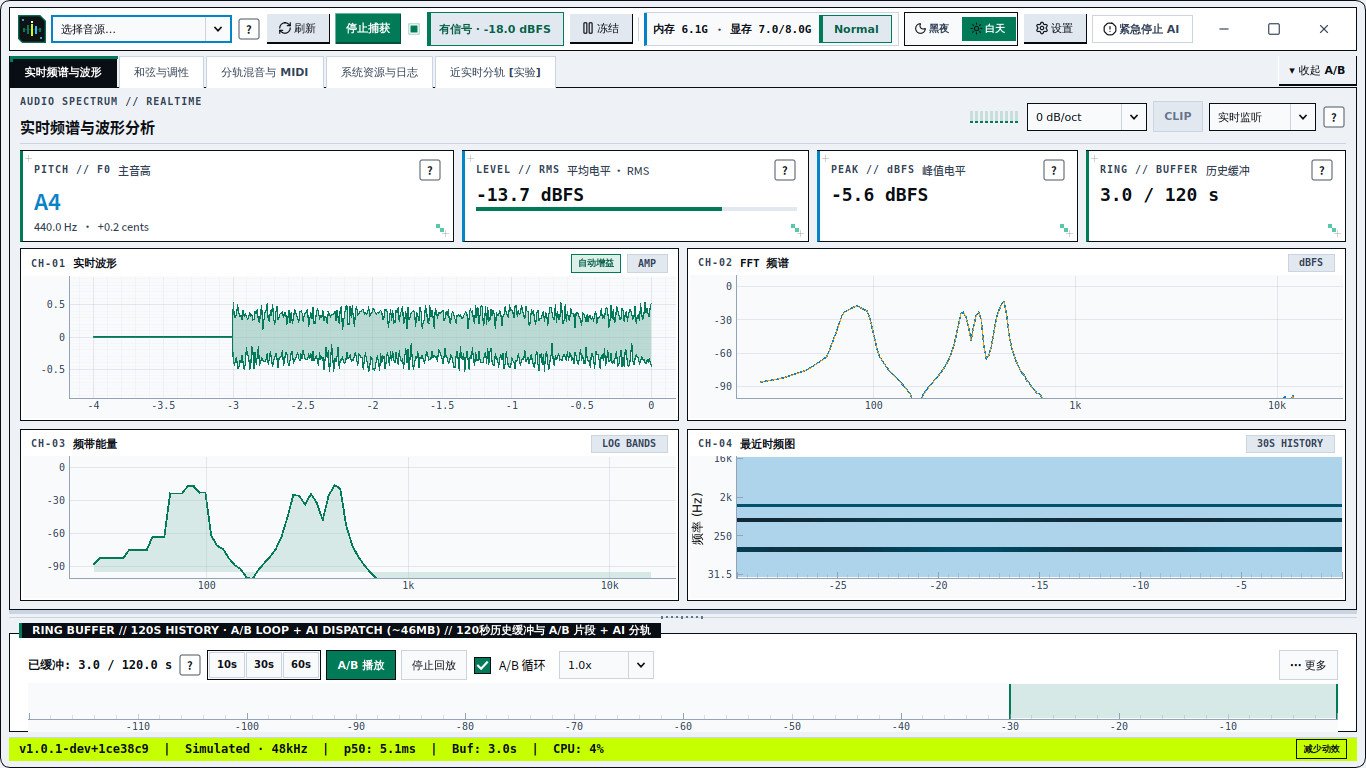 选择音源...
?
刷新
停止捕获
有信号 · -18.0 dBFS
冻结
内存 6.1G · 显存 7.0/8.0G
Normal
黑夜
白天
设置
紧急停止 AI
实时频谱与波形
和弦与调性
分轨混音与 MIDI
系统资源与日志
近实时分轨 [实验]
▾ 收起 A/B
AUDIO SPECTRUM // REALTIME
实时频谱与波形分析
0 dB/oct
CLIP
实时监听
?
PITCH // F0 主音高
?
A4
440.0 Hz · +0.2 cents
LEVEL // RMS 平均电平 · RMS
?
-13.7 dBFS
PEAK // dBFS 峰值电平
?
-5.6 dBFS
RING // BUFFER 历史缓冲
?
3.0 / 120 s
CH-01 实时波形
自动增益
AMP
0.5
0
-0.5
-4 -3.5 -3 -2.5 -2 -1.5 -1 -0.5 0
CH-02 FFT 频谱
dBFS
0
-30
-60
-90
100 1k 10k
CH-03 频带能量
LOG BANDS
0
-30
-60
-90
100 1k 10k
CH-04 最近时频图
30S HISTORY
频率 (Hz)
16k
2k
250
31.5
-25 -20 -15 -10 -5
RING BUFFER // 120S HISTORY · A/B LOOP + AI DISPATCH (~46MB) // 120秒历史缓冲与 A/B 片段 + AI 分轨
已缓冲: 3.0 / 120.0 s
?
10s
30s
60s
A/B 播放
停止回放
A/B 循环
1.0x
··· 更多
-110 -100 -90 -80 -70 -60 -50 -40 -30 -20 -10
v1.0.1-dev+1ce38c9 | Simulated · 48kHz | p50: 5.1ms | Buf: 3.0s | CPU: 4%
减少动效